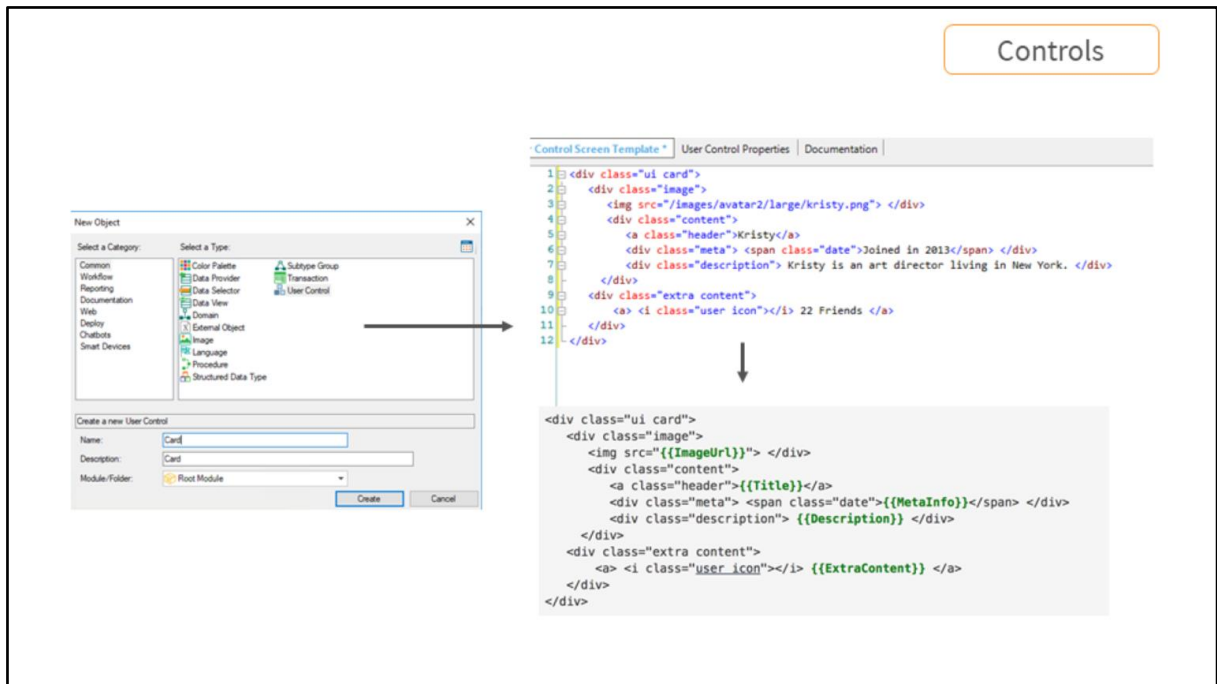 Controls
New Object
Select a Category:
Select a Type:
Common
Workflow
Reporting
Documentation
Web
Deploy
Chatbots
Smart Devices
Color Palette
Data Provider
Data Selector
Data View
Domain
External Object
Image
Language
Procedure
Structured Data Type
Subtype Group
Transaction
User Control
Create a new User Control
Name: Card
Description: Card
Module/Folder: Root Module
Create Cancel
Control Screen Template * User Control Properties Documentation
1 <div class="ui card">
2 <div class="image">
3 <img src="/images/avatar2/large/kristy.png"> </div>
4 <div class="content">
5 <a class="header">Kristy</a>
6 <div class="meta"> <span class="date">Joined in 2013</span> </div>
7 <div class="description"> Kristy is an art director living in New York. </div>
8 </div>
9 <div class="extra content">
10 <a> <i class="user icon"></i> 22 Friends </a>
11 </div>
12 </div>
<div class="ui card">
<div class="image">
<img src="{{ImageUrl}}"> </div>
<div class="content">
<a class="header">{{Title}}</a>
<div class="meta"> <span class="date">{{MetaInfo}}</span> </div>
<div class="description"> {{Description}} </div>
</div>
<div class="extra content">
<a> <i class="user icon"></i> {{ExtraContent}} </a>
</div>
</div>